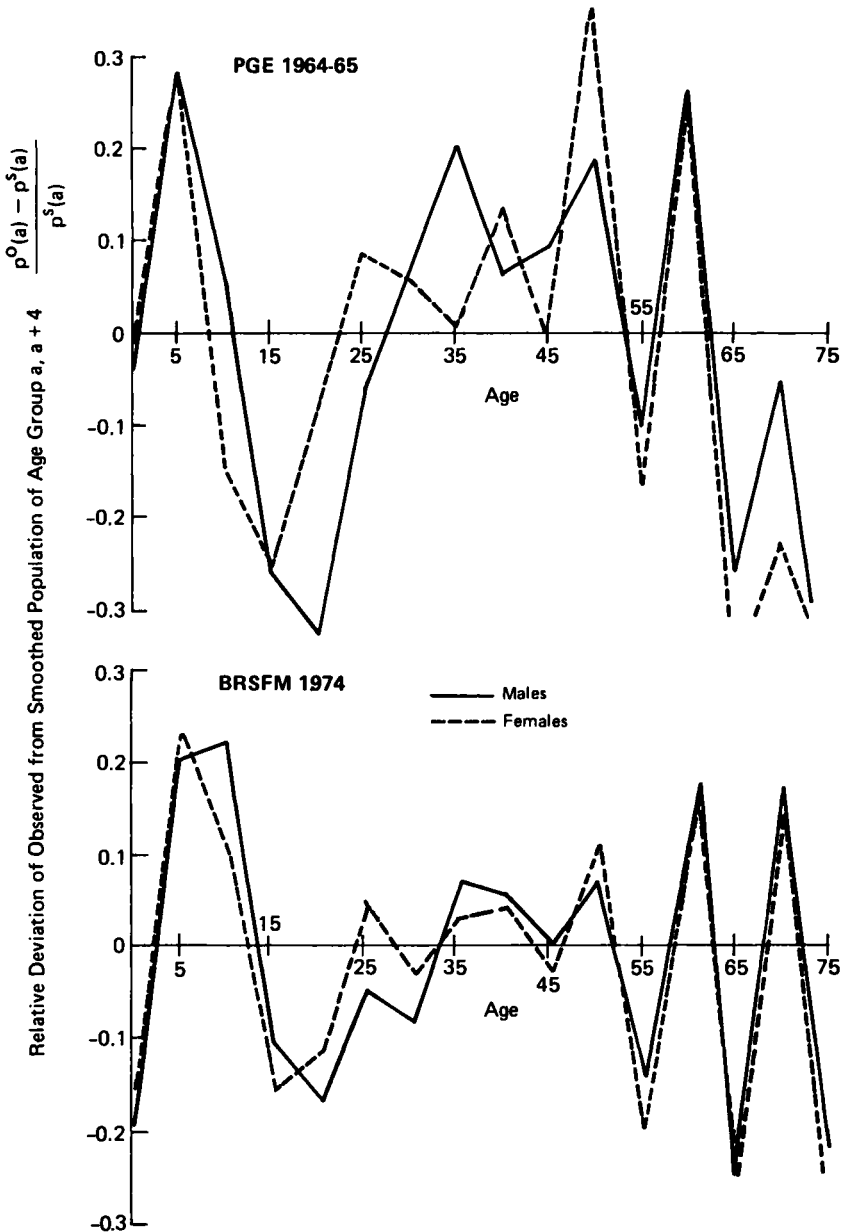 Relative Deviation of Observed from Smoothed Population of Age Group a, a + 4
p^o(a) − p^s(a)
p^s(a)
PGE 1964-65
0.3
0.2
0.1
0
-0.1
-0.2
-0.3
5 15 25 35 45 55 65 75
Age
BRSFM 1974
Males
Females
0.3
0.2
0.1
0
-0.1
-0.2
-0.3
5 15 25 35 45 55 65 75
Age